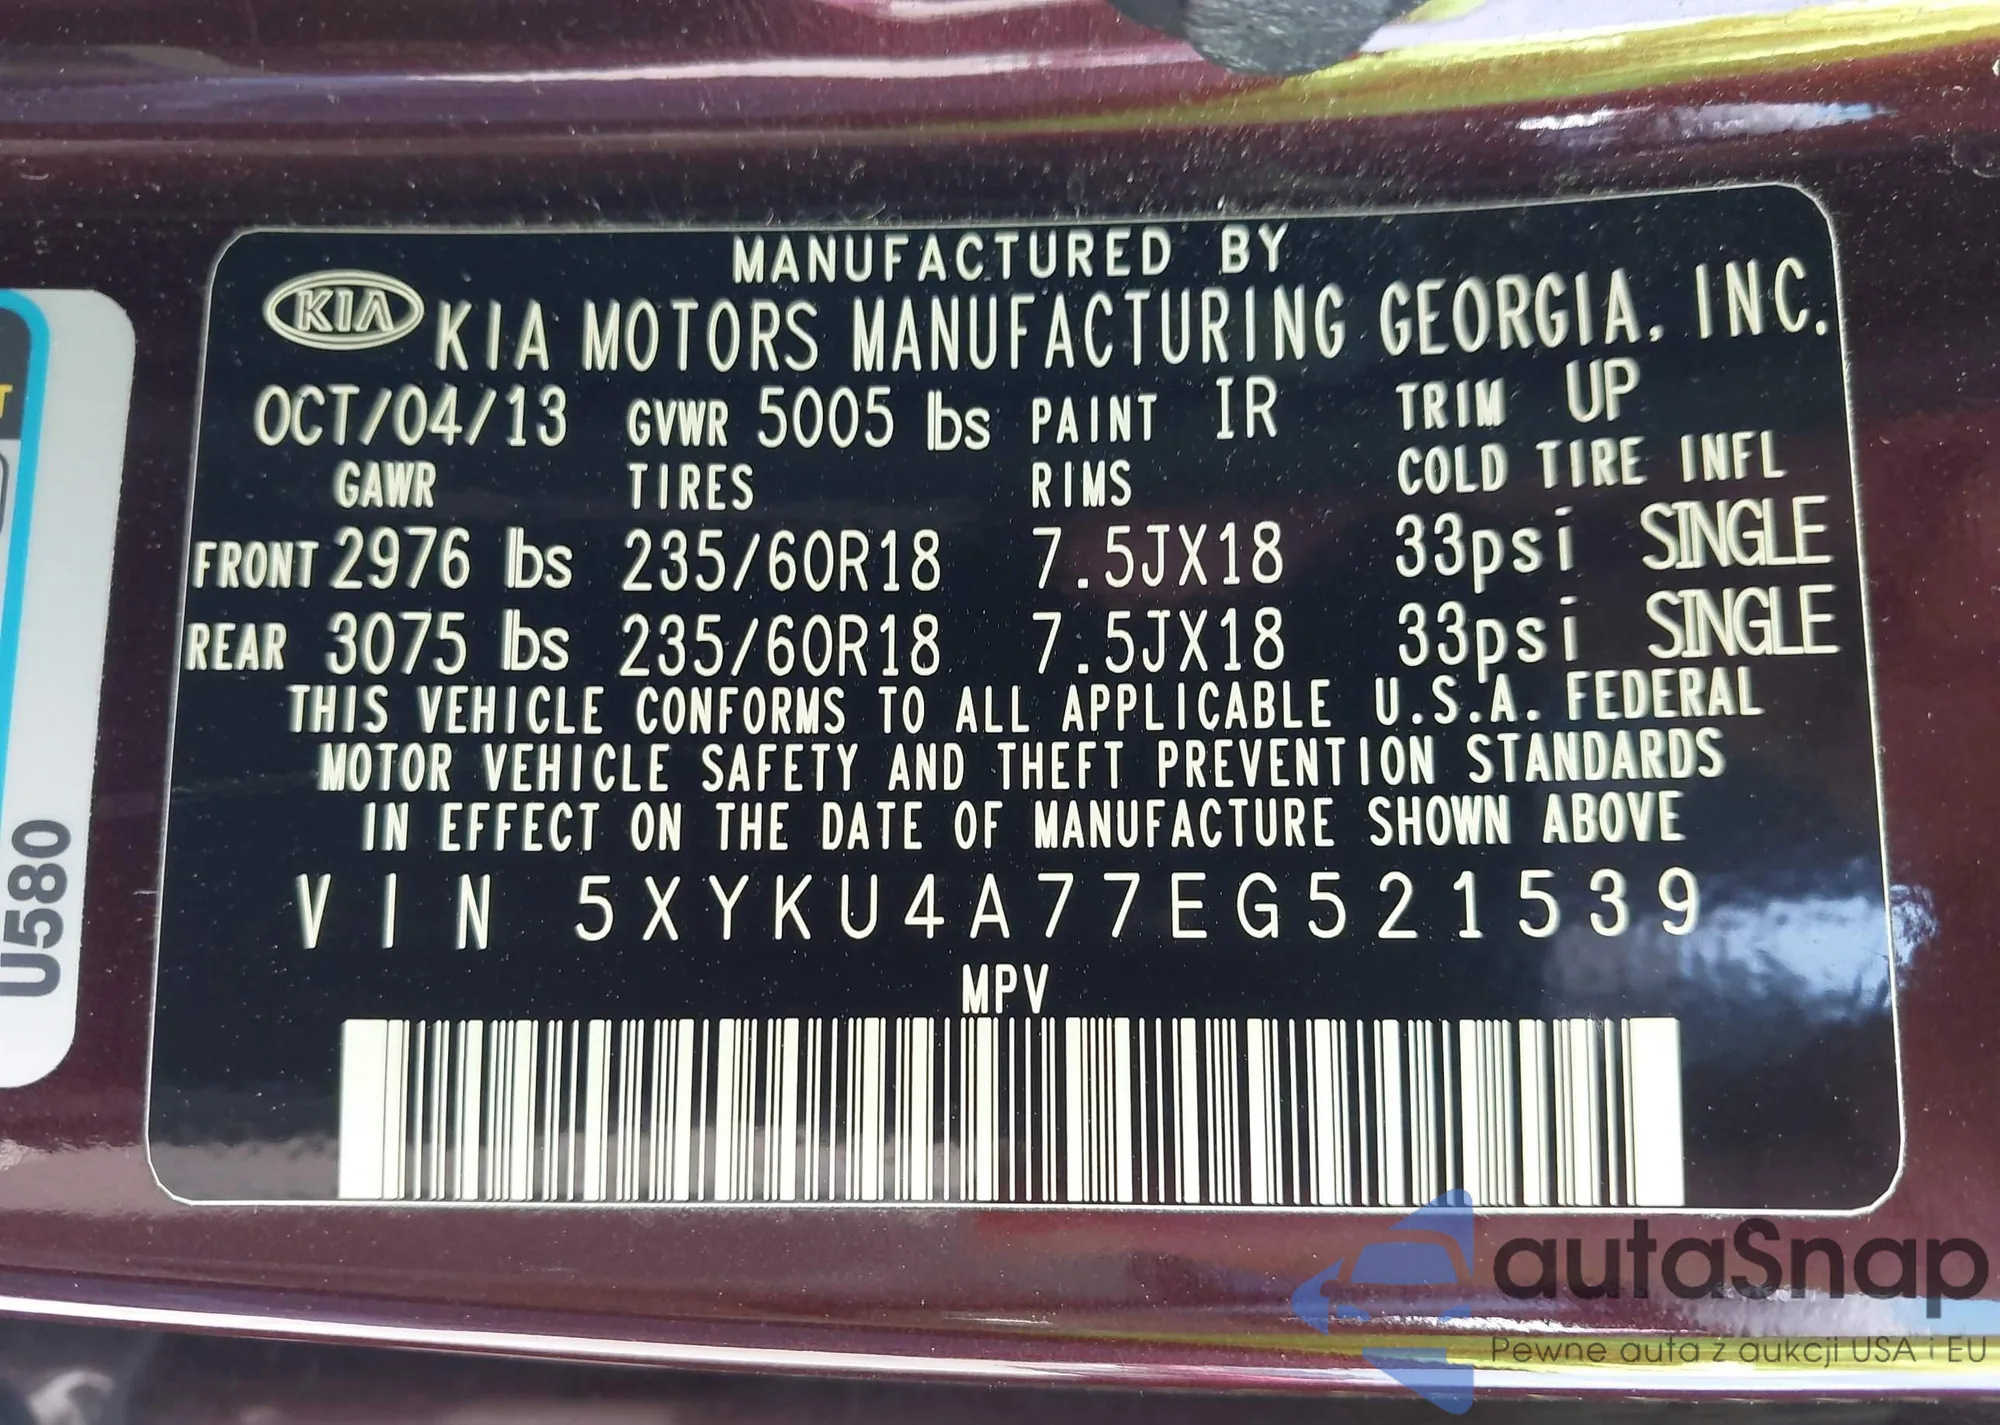 MANUFACTURED BY
KIA KIA MOTORS MANUFACTURING GEORGIA, INC.
OCT/04/13 GVWR 5005 lbs PAINT IR TRIM UP
GAWR TIRES RIMS COLD TIRE INFL
FRONT 2976 lbs 235/60R18 7.5JX18 33psi SINGLE
REAR 3075 lbs 235/60R18 7.5JX18 33psi SINGLE
THIS VEHICLE CONFORMS TO ALL APPLICABLE U.S.A. FEDERAL
MOTOR VEHICLE SAFETY AND THEFT PREVENTION STANDARDS
IN EFFECT ON THE DATE OF MANUFACTURE SHOWN ABOVE
VIN 5XYKU4A77EG521539
MPV
U580
autaSnap
Pewne auta z aukcji USA i EU